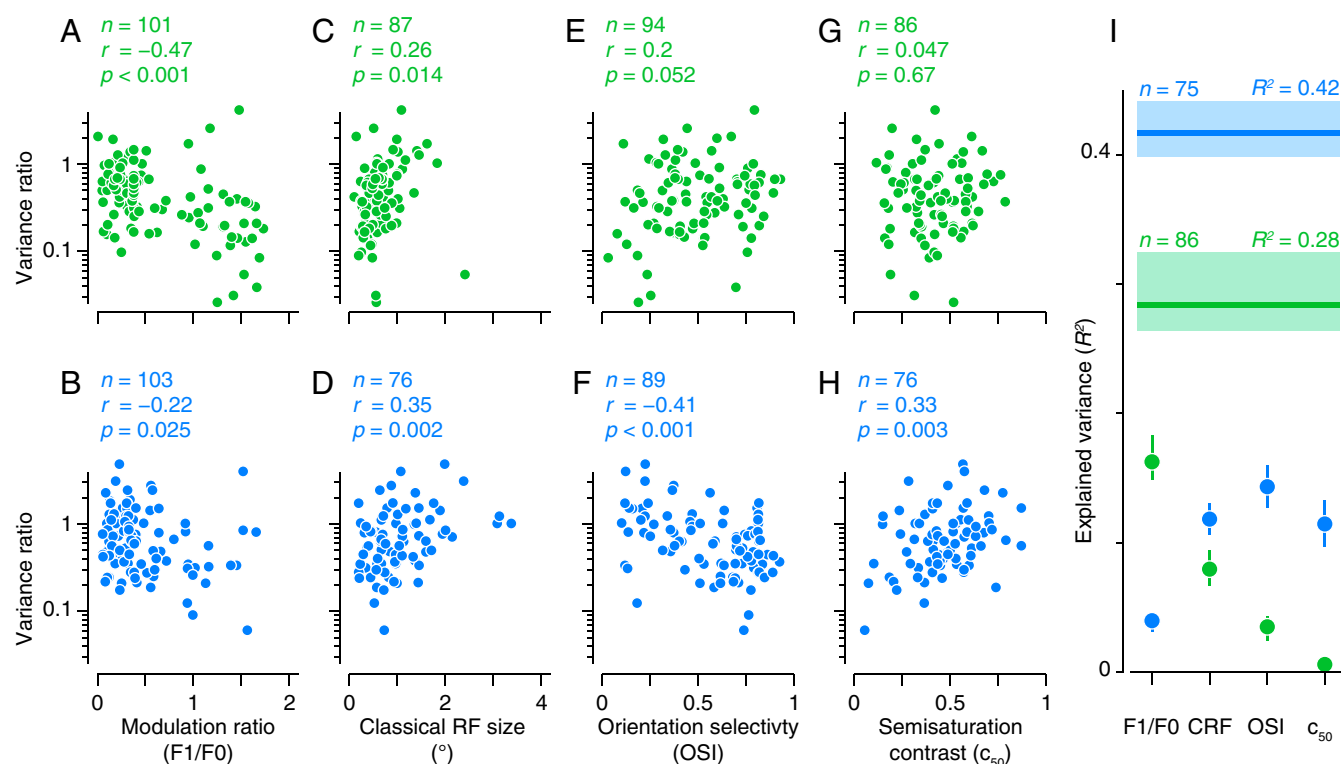 A
n = 101
r = −0.47
p < 0.001
C
n = 87
r = 0.26
p = 0.014
E
n = 94
r = 0.2
p = 0.052
G
n = 86
r = 0.047
p = 0.67
I
n = 75
R² = 0.42
n = 86
R² = 0.28
Variance ratio
1
0.1
B
n = 103
r = −0.22
p = 0.025
D
n = 76
r = 0.35
p = 0.002
F
n = 89
r = −0.41
p < 0.001
H
n = 76
r = 0.33
p = 0.003
Variance ratio
1
0.1
0
1
2
Modulation ratio
(F1/F0)
0
2
4
Classical RF size
(°)
0
0.5
1
Orientation selectivty
(OSI)
0
0.5
1
Semisaturation
contrast (c₅₀)
Explained variance (R²)
0.4
0
F1/F0
CRF
OSI
c₅₀